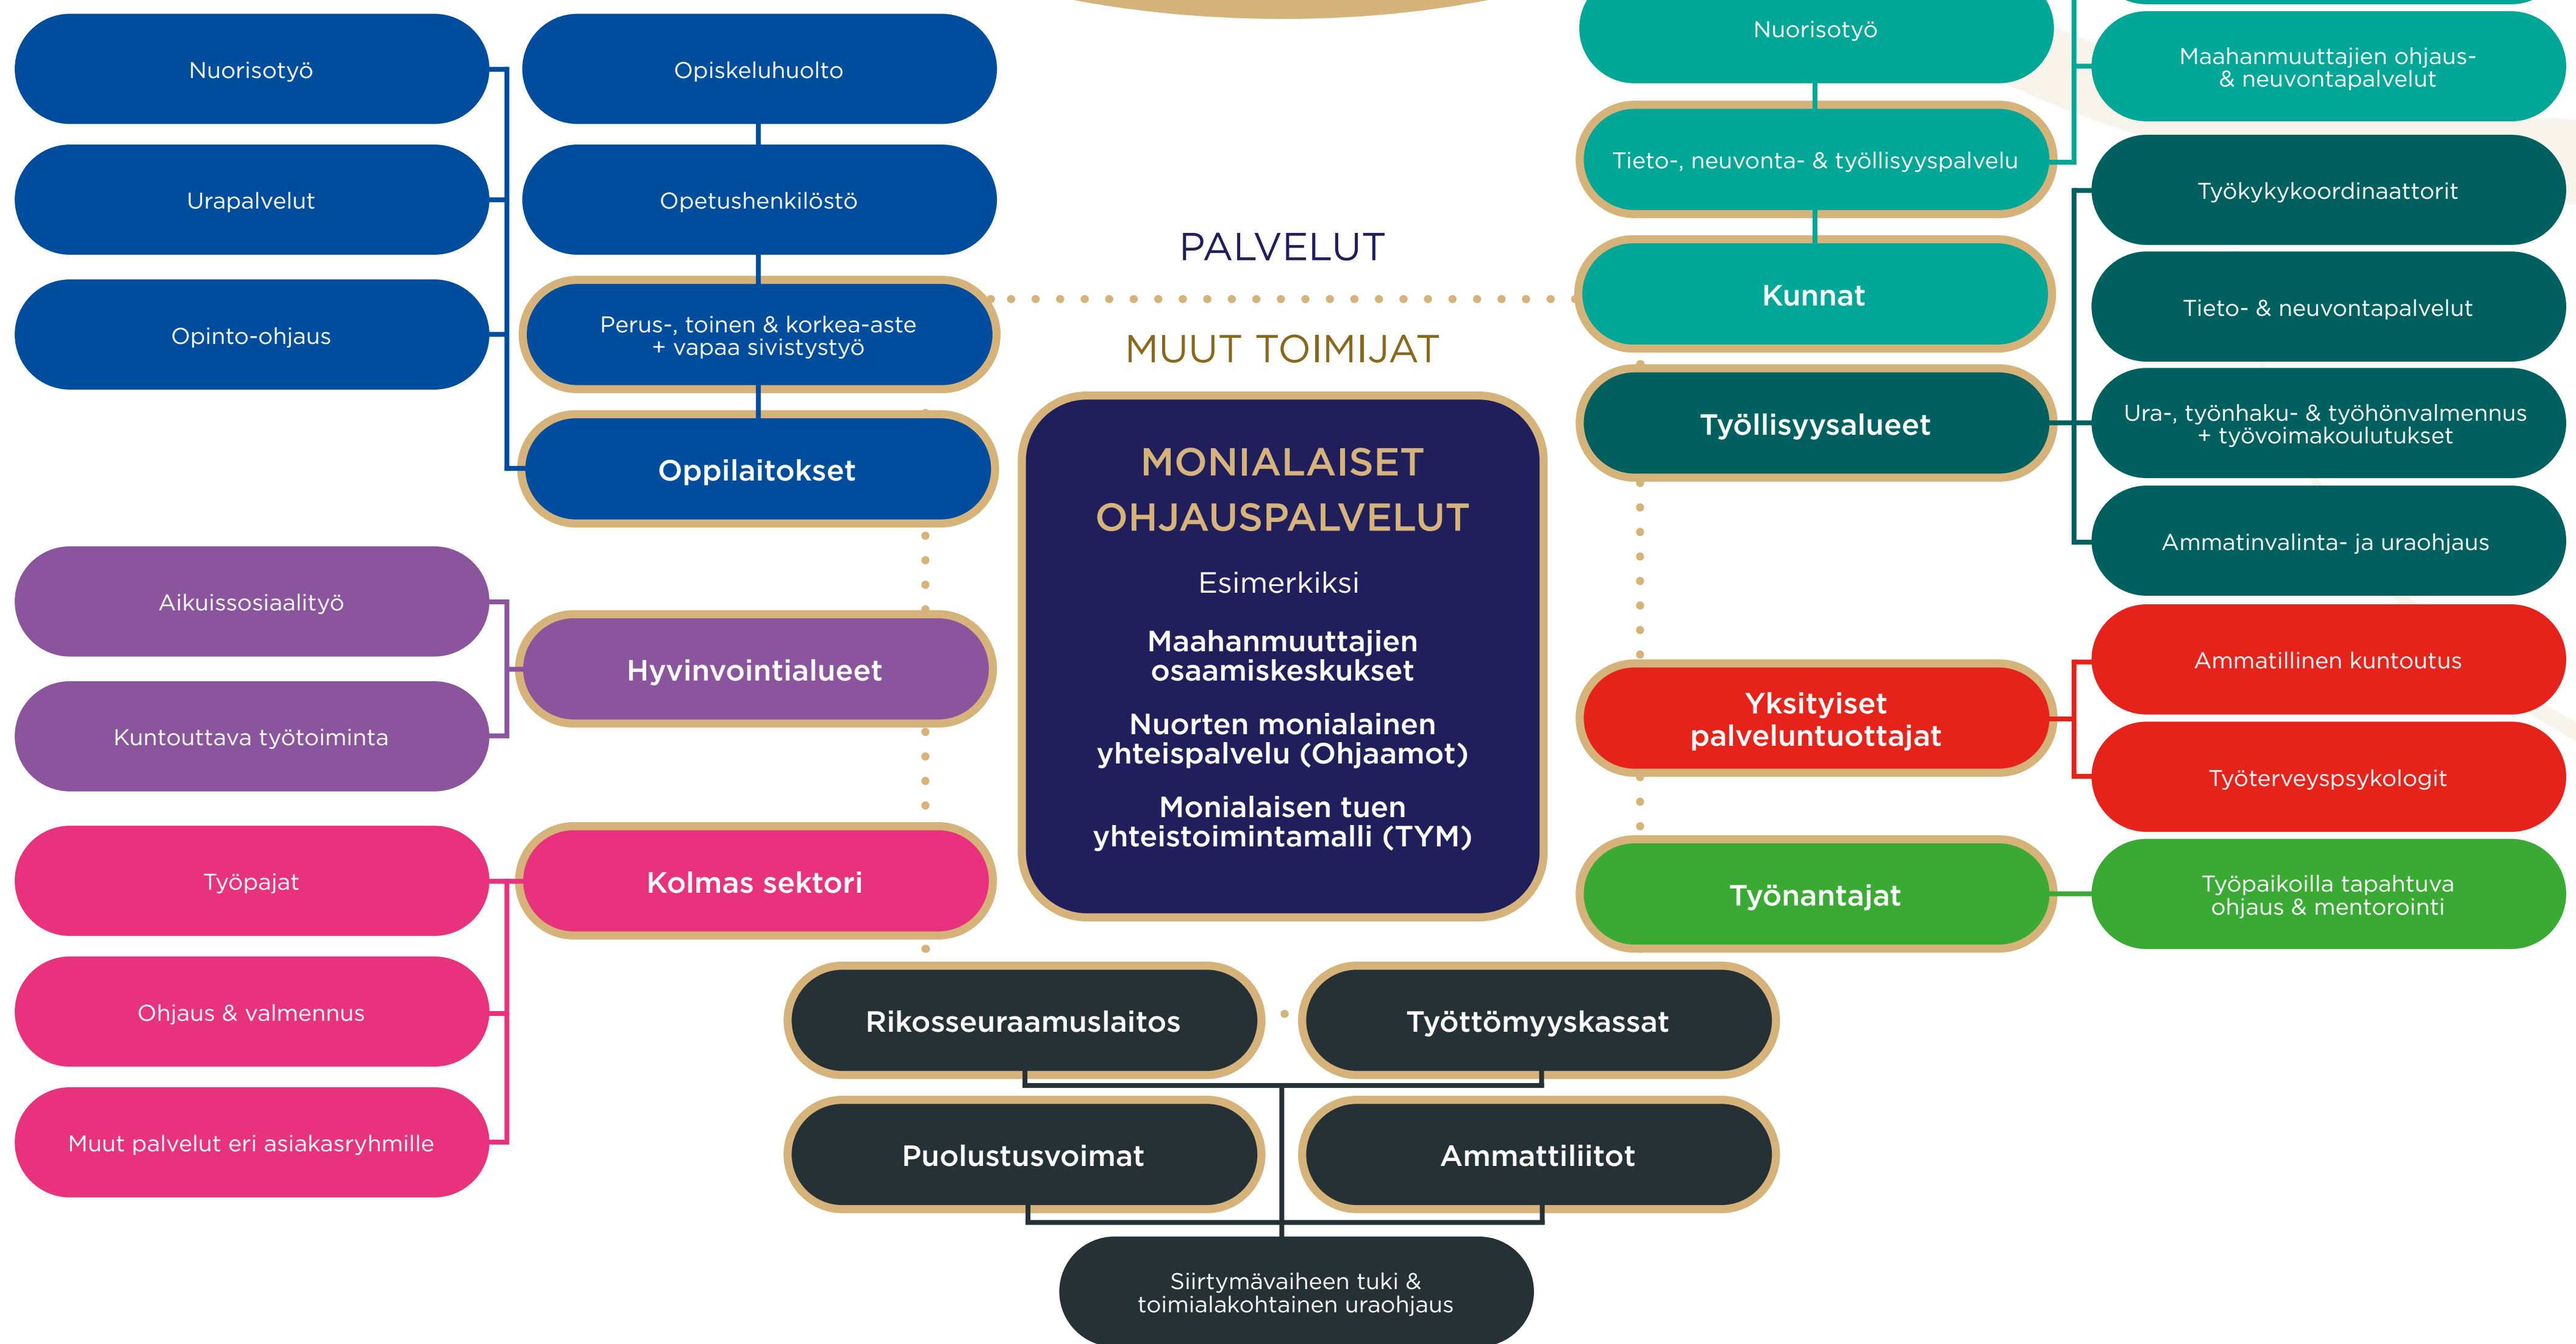 Nuorisotyö
Urapalvelut
Opinto-ohjaus
Opiskeluhuolto
Opetushenkilöstö
Perus-, toinen & korkea-aste
+ vapaa sivistystyö
Oppilaitokset
Aikuissosiaalityö
Kuntouttava työtoiminta
Hyvinvointialueet
Työpajat
Ohjaus & valmennus
Muut palvelut eri asiakasryhmille
Kolmas sektori
PALVELUT
MUUT TOIMIJAT
MONIALAISET
OHJAUSPALVELUT
Esimerkiksi
Maahanmuuttajien
osaamiskeskukset
Nuorten monialainen
yhteispalvelu (Ohjaamot)
Monialaisen tuen
yhteistoimintamalli (TYM)
Nuorisotyö
Tieto-, neuvonta- & työllisyyspalvelu
Kunnat
Maahanmuuttajien ohjaus-
& neuvontapalvelut
Työllisyysalueet
Työkykykoordinaattorit
Tieto- & neuvontapalvelut
Ura-, työnhaku- & työhönvalmennus
+ työvoimakoulutukset
Ammatinvalinta- ja uraohjaus
Yksityiset
palveluntuottajat
Ammatillinen kuntoutus
Työterveyspsykologit
Työnantajat
Työpaikoilla tapahtuva
ohjaus & mentorointi
Rikosseuraamuslaitos
Työttömyyskassat
Puolustusvoimat
Ammattiliitot
Siirtymävaiheen tuki &
toimialakohtainen uraohjaus